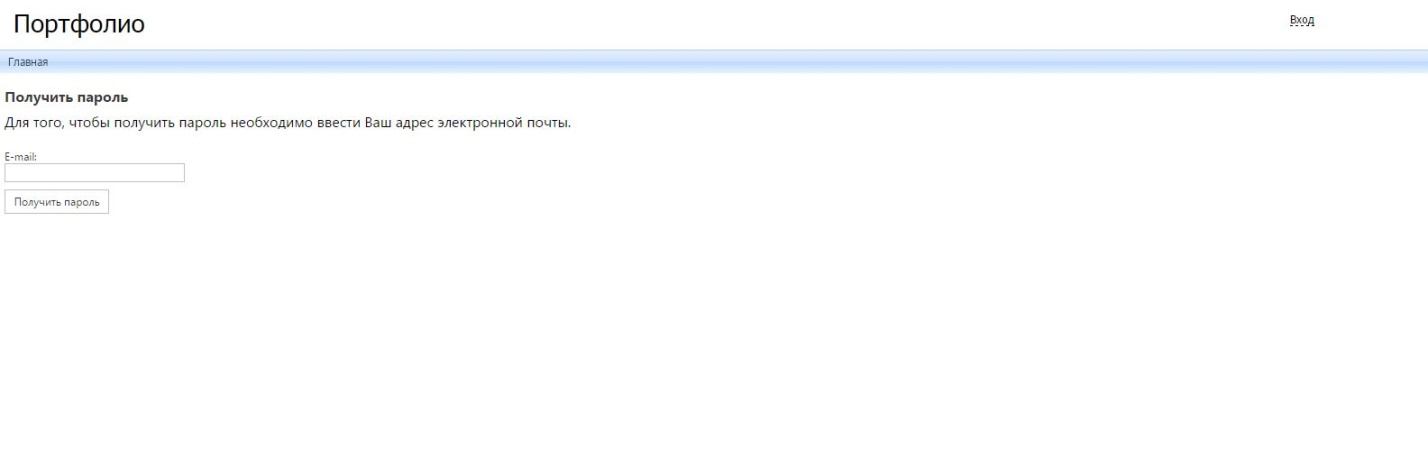 Портфолио
Вход
Главная
Получить пароль
Для того, чтобы получить пароль необходимо ввести Ваш адрес электронной почты.
E-mail:
Получить пароль